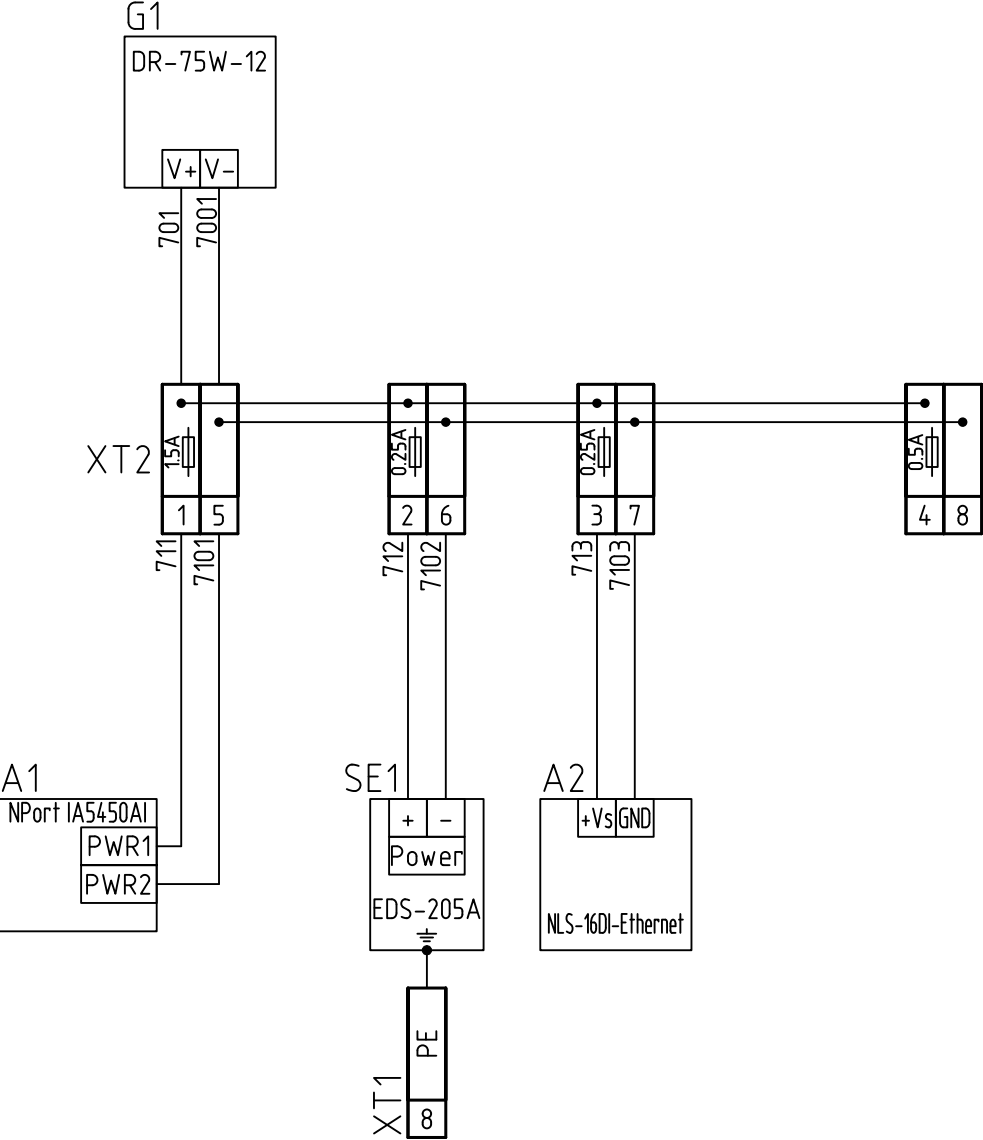 G1
DR-75W-12
V+ V-
701 7001
XT2
1.5A 0.25A 0.25A 0.5A
1 5 2 6 3 7 4 8
711 7101 712 7102 713 7103
A1 SE1 A2
NPort IA5450AI
PWR1
PWR2
+ -
Power
EDS-205A
+Vs GND
NLS-16DI-Ethernet
PE
XT1
8